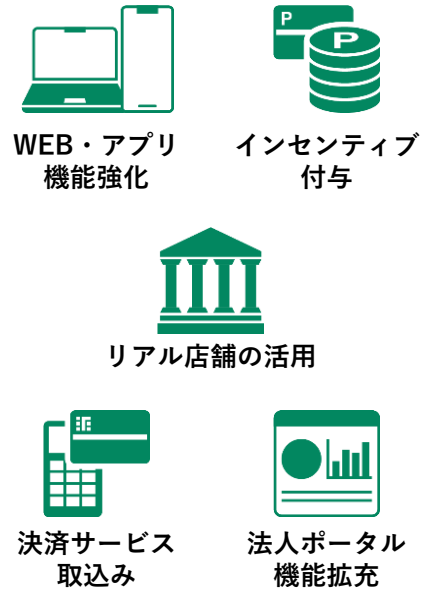 P
P
WEB・アプリ
機能強化
インセンティブ
付与
リアル店舗の活用
決済サービス
取込み
法人ポータル
機能拡充